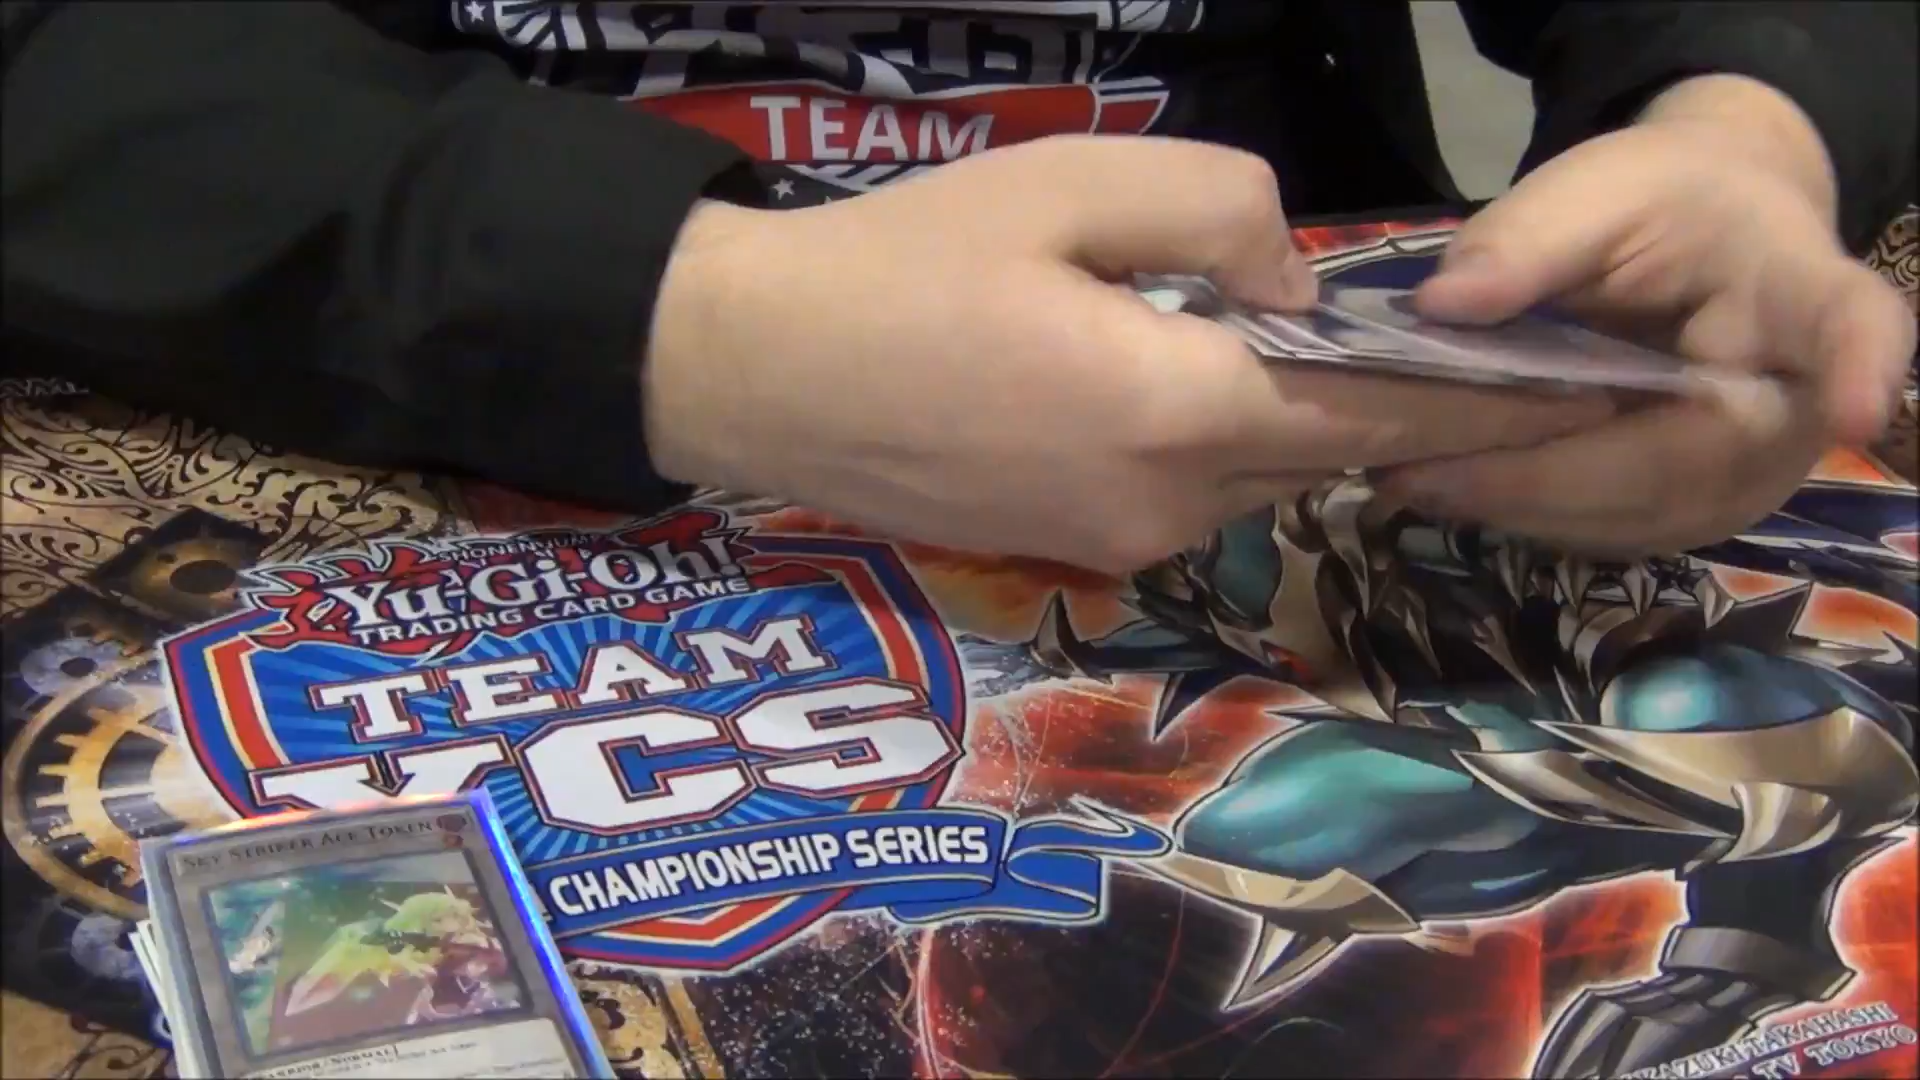 TEAM
SHONEN JUMP
Yu-Gi-Oh!
TRADING CARD GAME
TEAM
YCS
CHAMPIONSHIP SERIES
SKY STRIKER ACE TOKEN
KAZUKI TAKAHASHI
TV TOKYO